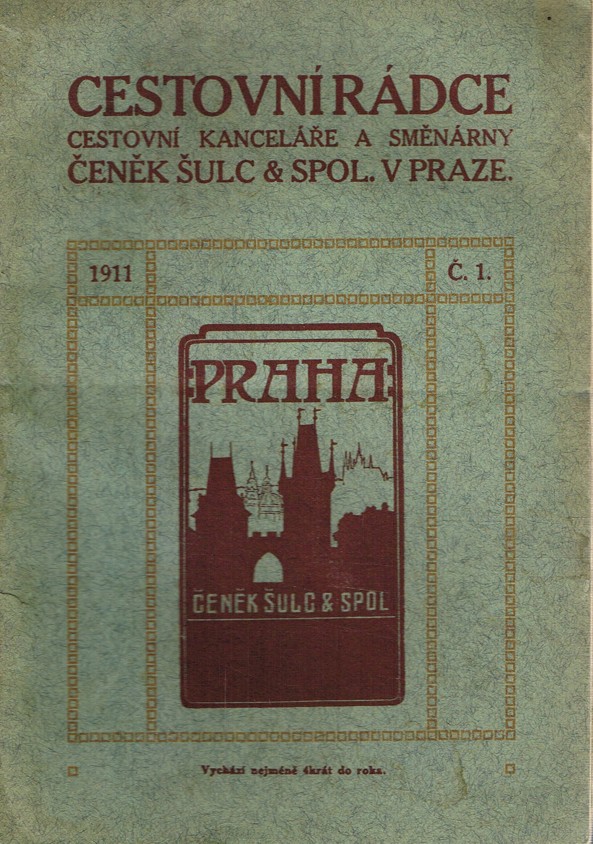 CESTOVNÍ RÁDCE
CESTOVNÍ KANCELÁŘE A SMĚNÁRNY
ČENĚK ŠULC & SPOL. V PRAZE.
1911
Č. 1.
PRAHA
ČENĚK ŠULC & SPOL
Vychází nejméně 4krát do roka.